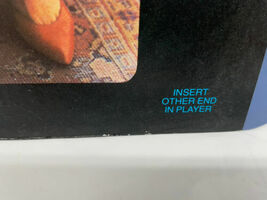 INSERT
OTHER END
IN PLAYER